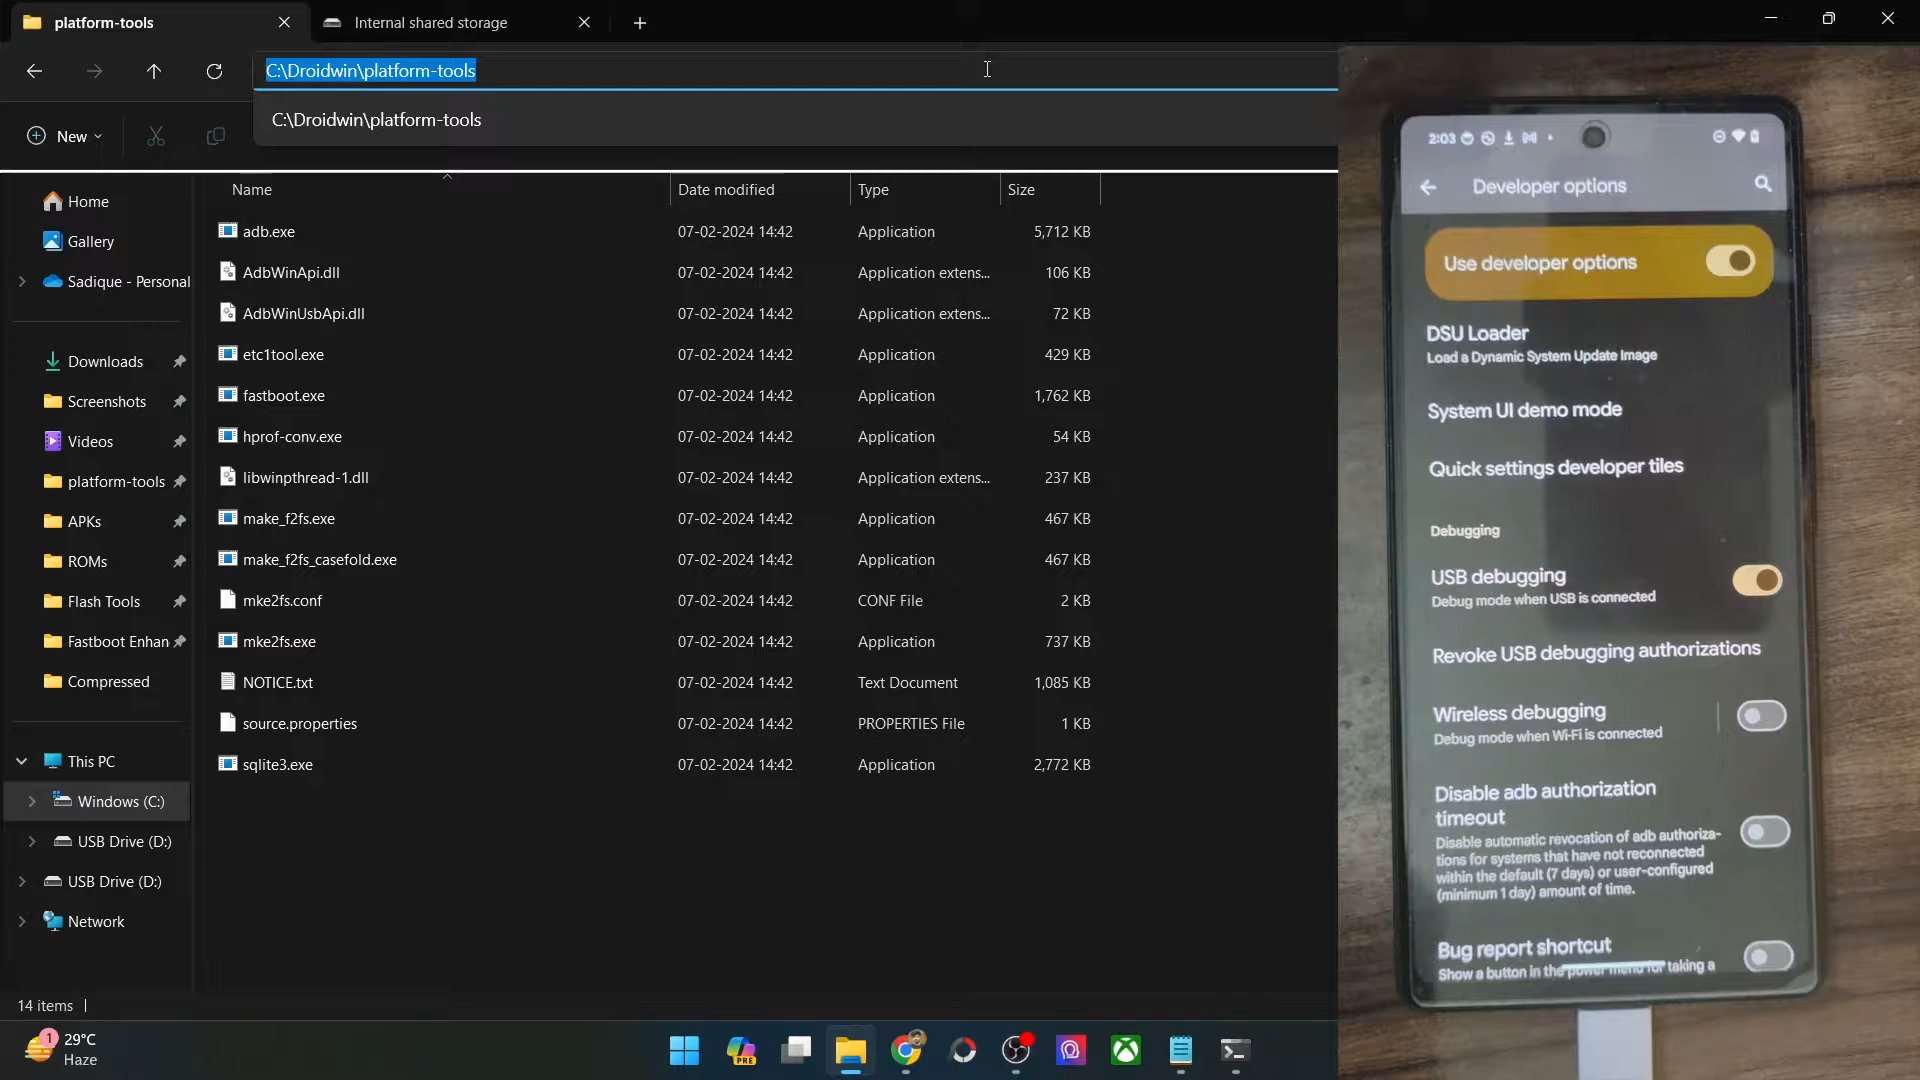 platform-tools
Internal shared storage
C:\Droidwin\platform-tools
C:\Droidwin\platform-tools
New
Name
Date modified
Type
Size
Home
Gallery
Sadique - Personal
Downloads
Screenshots
Videos
platform-tools
APKs
ROMs
Flash Tools
Fastboot Enhan
Compressed
This PC
Windows (C:)
USB Drive (D:)
USB Drive (D:)
Network
adb.exe 07-02-2024 14:42 Application 5,712 KB
AdbWinApi.dll 07-02-2024 14:42 Application extens... 106 KB
AdbWinUsbApi.dll 07-02-2024 14:42 Application extens... 72 KB
etc1tool.exe 07-02-2024 14:42 Application 429 KB
fastboot.exe 07-02-2024 14:42 Application 1,762 KB
hprof-conv.exe 07-02-2024 14:42 Application 54 KB
libwinpthread-1.dll 07-02-2024 14:42 Application extens... 237 KB
make_f2fs.exe 07-02-2024 14:42 Application 467 KB
make_f2fs_casefold.exe 07-02-2024 14:42 Application 467 KB
mke2fs.conf 07-02-2024 14:42 CONF File 2 KB
mke2fs.exe 07-02-2024 14:42 Application 737 KB
NOTICE.txt 07-02-2024 14:42 Text Document 1,085 KB
source.properties 07-02-2024 14:42 PROPERTIES File 1 KB
sqlite3.exe 07-02-2024 14:42 Application 2,772 KB
14 items
1
29°C
Haze
PRE
2:03
Developer options
Use developer options
DSU Loader
Load a Dynamic System Update Image
System UI demo mode
Quick settings developer tiles
Debugging
USB debugging
Debug mode when USB is connected
Revoke USB debugging authorizations
Wireless debugging
Debug mode when Wi-Fi is connected
Disable adb authorization
timeout
Disable automatic revocation of adb authoriza-
tions for systems that have not reconnected
within the default (7 days) or user-configured
(minimum 1 day) amount of time.
Bug report shortcut
Show a button in the power menu for taking a